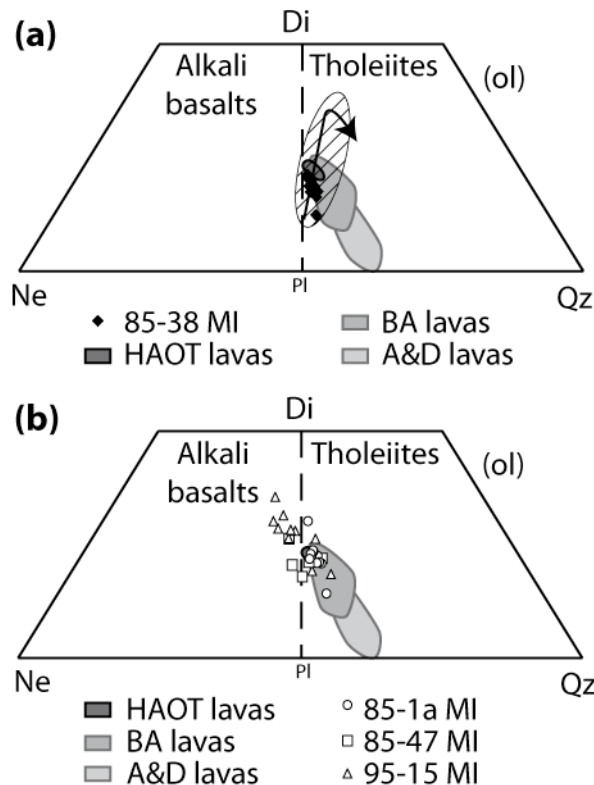 (a)
Di
Alkali basalts
Tholeiites
(ol)
Ne
Pl
Qz
85-38 MI
BA lavas
HAOT lavas
A&D lavas
(b)
Di
Alkali basalts
Tholeiites
(ol)
Ne
Pl
Qz
HAOT lavas
85-1a MI
BA lavas
85-47 MI
A&D lavas
95-15 MI